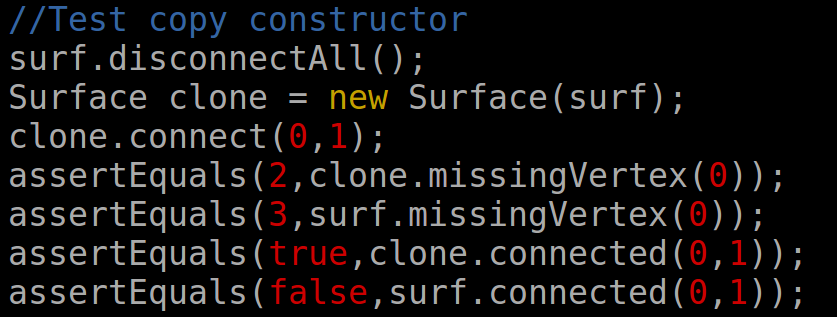 //Test copy constructor
surf.disconnectAll();
Surface clone = new Surface(surf);
clone.connect(0,1);
assertEquals(2,clone.missingVertex(0));
assertEquals(3,surf.missingVertex(0));
assertEquals(true,clone.connected(0,1));
assertEquals(false,surf.connected(0,1));